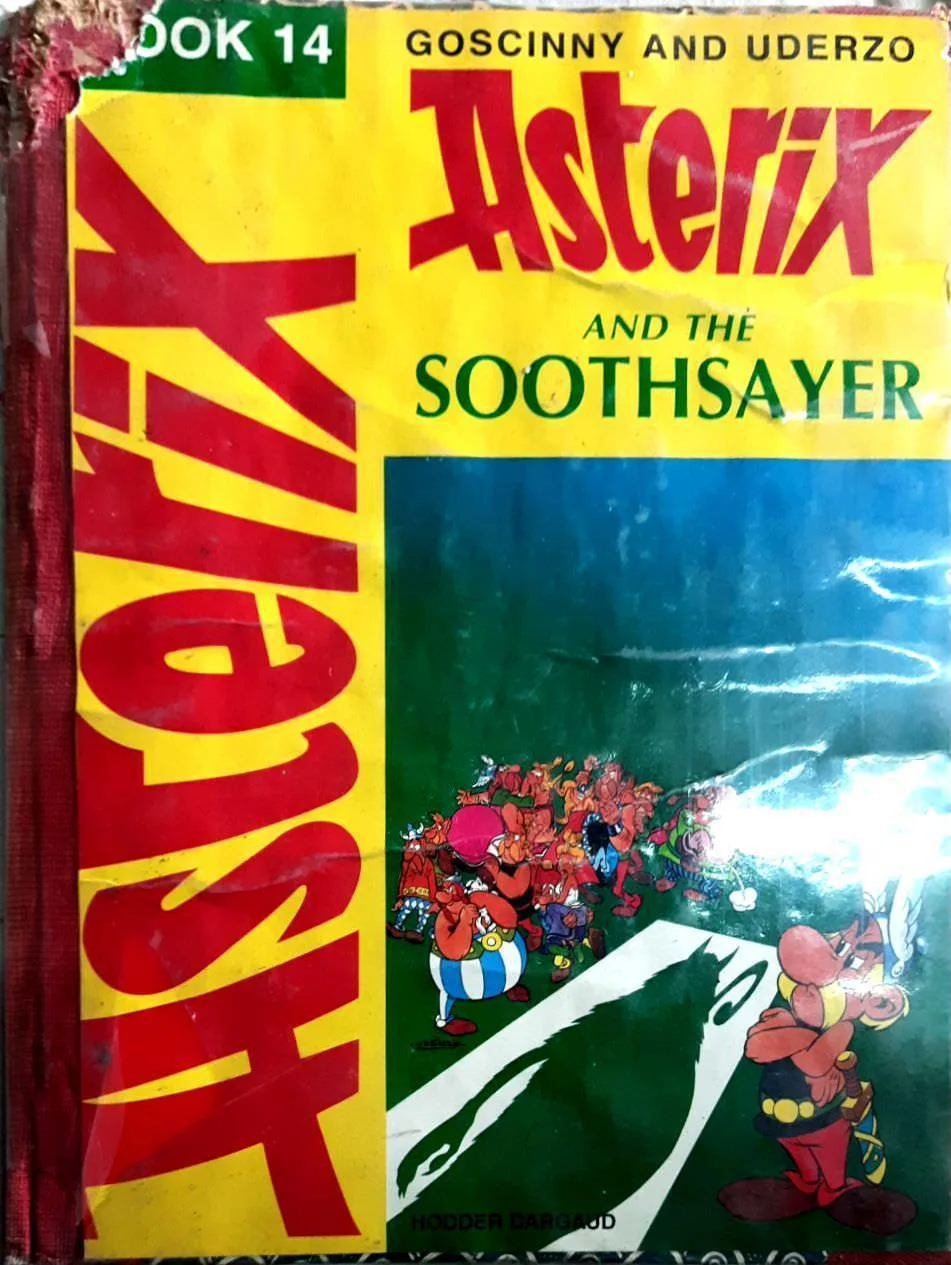 OOK 14
GOSCINNY AND UDERZO
Asterix
AND THE
SOOTHSAYER
Asterix
HODDER DARGAUD